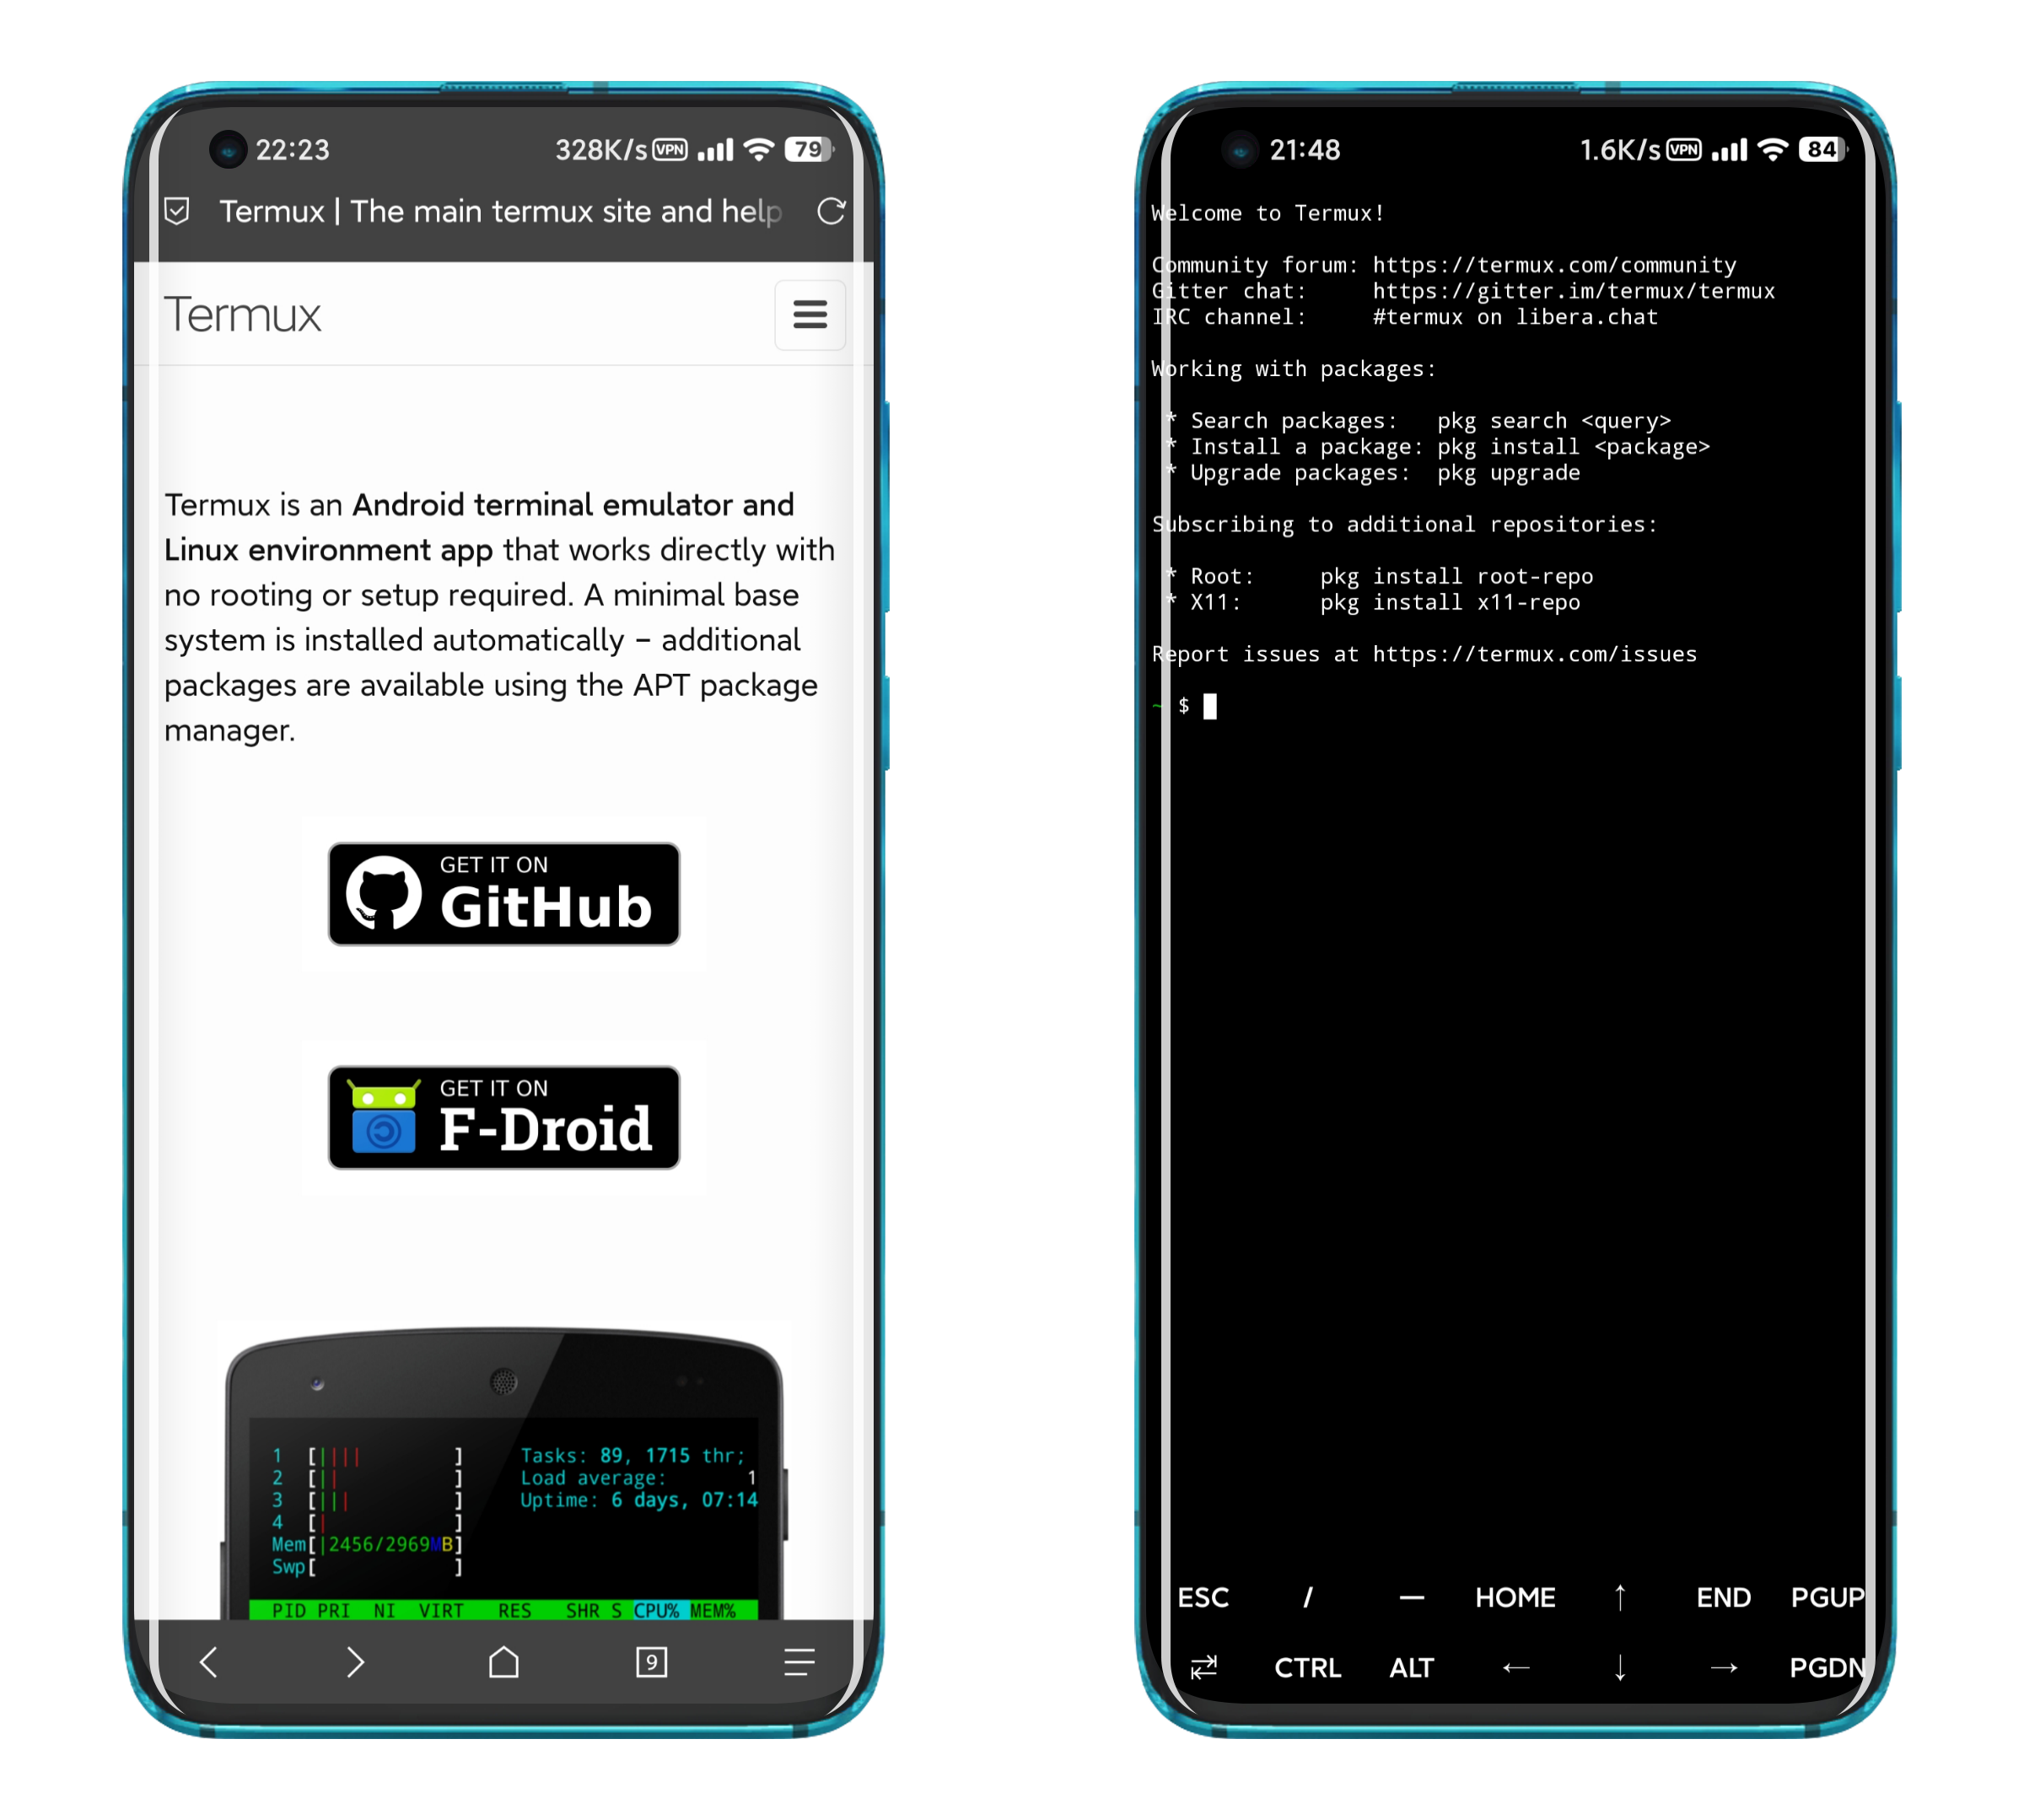 22:23 328K/s VPN 79
Termux | The main termux site and help
Termux
Termux is an Android terminal emulator and
Linux environment app that works directly with
no rooting or setup required. A minimal base
system is installed automatically – additional
packages are available using the APT package
manager.
GET IT ON
GitHub
GET IT ON
F-Droid
1 [|||| ] Tasks: 89, 1715 thr;
2 [|| ] Load average: 1
3 [||| ] Uptime: 6 days, 07:14
4 [| ]
Mem[|2456/2969MB]
Swp[ ]
PID PRI NI VIRT RES SHR S CPU% MEM%
9
21:48 1.6K/s VPN 84
Welcome to Termux!
Community forum: https://termux.com/community
Gitter chat: https://gitter.im/termux/termux
IRC channel: #termux on libera.chat
Working with packages:
* Search packages: pkg search <query>
* Install a package: pkg install <package>
* Upgrade packages: pkg upgrade
Subscribing to additional repositories:
* Root: pkg install root-repo
* X11: pkg install x11-repo
Report issues at https://termux.com/issues
~ $
ESC / — HOME ↑ END PGUP
⇄ CTRL ALT ← ↓ → PGDN